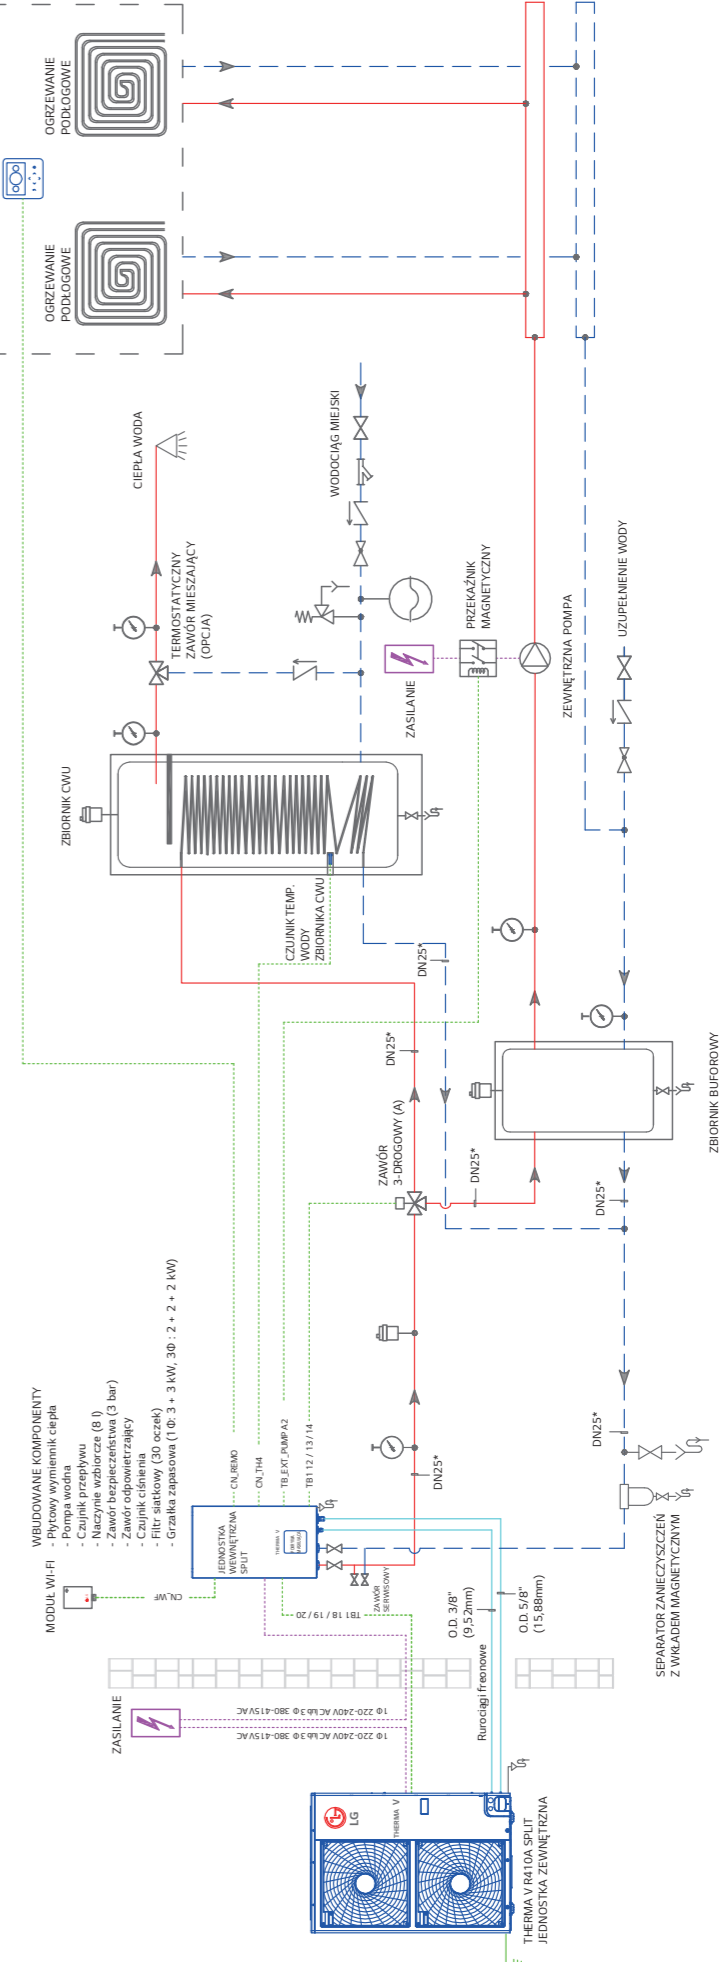 WBUDOWANE KOMPONENTY
- Płytowy wymiennik ciepła
- Pompa wodna
- Czujnik przepływu
- Naczynie wzbiorcze (8 l)
- Zawór bezpieczeństwa (3 bar)
- Zawór odpowietrzający
- Czujnik ciśnienia
- Filtr siatkowy (30 oczek)
- Grzałka zapasowa (1 Φ: 3 + 3 kW, 3Φ : 2 + 2 + 2 kW)
MODUŁ WI-FI
CN_WF
JEDNOSTKA
WEWNĘTRZNA
SPLIT
THERMA V
CN_REMO
CN_TH4
TB_EXT_PUMP A2
TB1 12 / 13 / 14
TB1 18 / 19 / 20
ZAWÓR
SERWISOWY
ZASILANIE
1Φ 220-240V AC lub 3 Φ 380-415VAC
1Φ 220-240V AC lub 3 Φ 380-415VAC
Rurociągi freonowe
O.D. 3/8"
(9,52mm)
O.D. 5/8"
(15,88mm)
LG
THERMA V
THERMA V R410A SPLIT
JEDNOSTKA ZEWNĘTRZNA
DN25*
ZAWÓR
3-DROGOWY (A)
DN25*
DN25*
DN25*
DN25*
DN25*
SEPARATOR ZANIECZYSZCZEŃ
Z WKŁADEM MAGNETYCZNYM
ZBIORNIK BUFOROWY
ZBIORNIK CWU
CZUJNIK TEMP.
WODY
ZBIORNIKA CWU
TERMOSTATYCZNY
ZAWÓR MIESZAJĄCY
(OPCJA)
CIEPŁA WODA
WODOCIĄG MIEJSKI
ZASILANIE
PRZEKAŹNIK
MAGNETYCZNY
ZEWNĘTRZNA POMPA
UZUPEŁNIENIE WODY
OGRZEWANIE
PODŁOGOWE
OGRZEWANIE
PODŁOGOWE